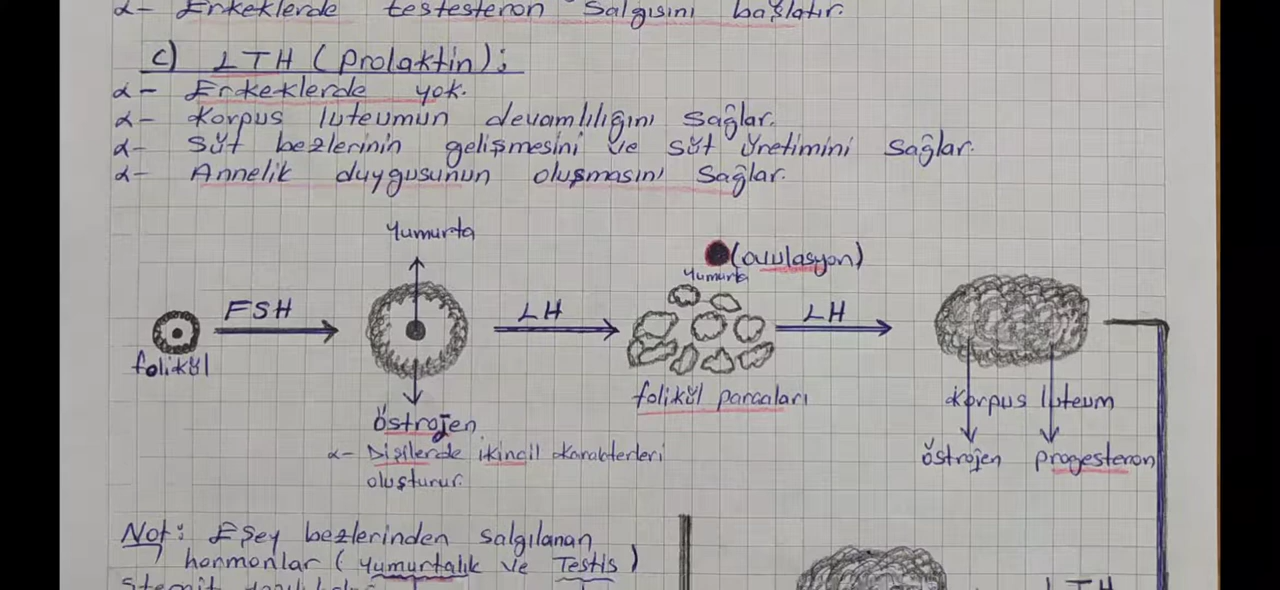 α- Erkeklerde testesteron salgısını başlatır.
c) LTH (Prolaktin):
α- Erkeklerde yok.
α- Korpus luteumun devamlılığını sağlar.
α- Süt bezlerinin gelişmesini ve süt üretimini sağlar.
α- Annelik duygusunun oluşmasını sağlar.
Yumurta
(ovulasyon)
Yumurta
FSH
LH
LH
folikül
folikül parçaları
korpus luteum
östrojen
östrojen
progesteron
α- Dişilerde ikincil karakterleri
oluşturur.
Not: Eşey bezlerinden salgılanan
hormonlar (yumurtalık ve Testis)
LTH